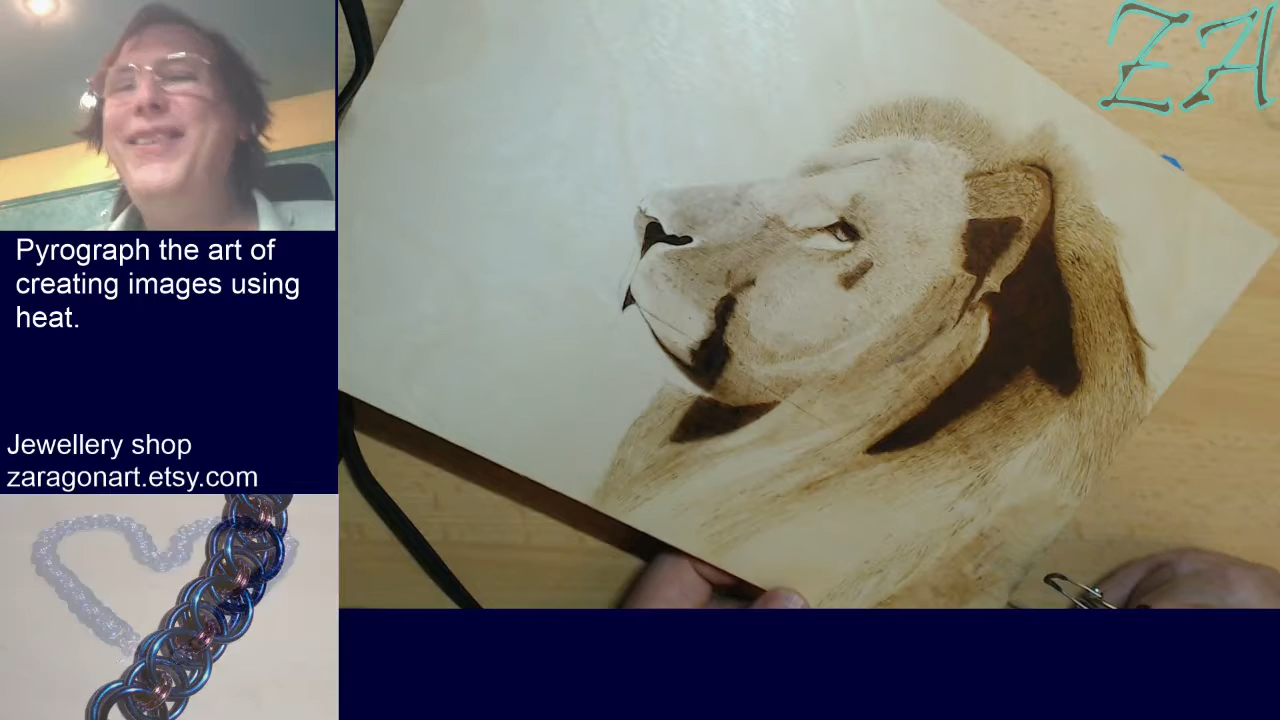 ZA
Pyrograph the art of
creating images using
heat.
Jewellery shop
zaragonart.etsy.com